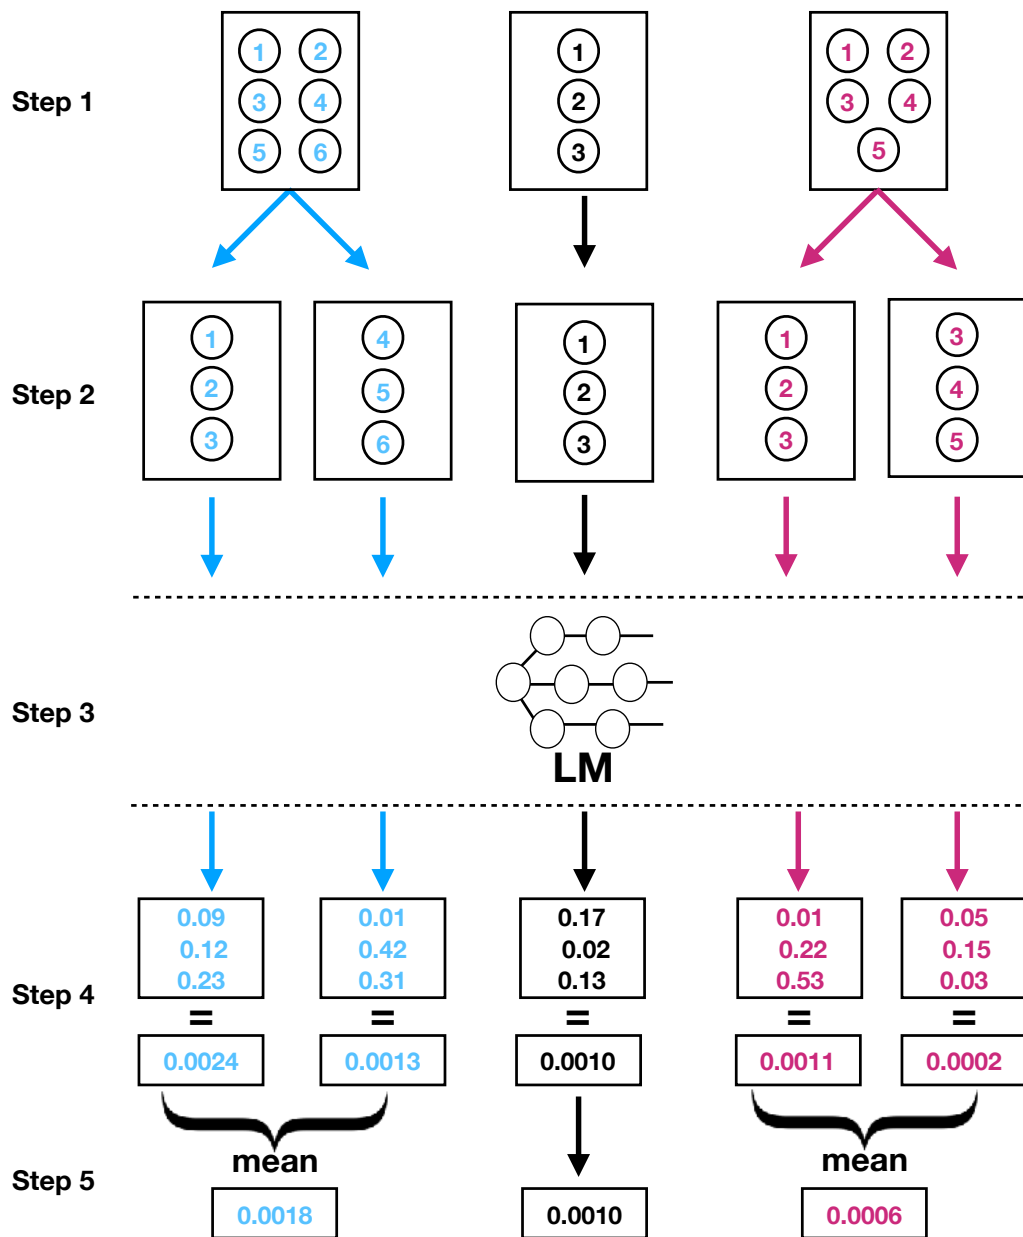 1 2 1 1 2
Step 1 3 4 2 3 4
5 6 3 5
1 4 1 1 3
Step 2 2 5 2 2 4
3 6 3 3 5
Step 3
LM
0.09 0.01 0.17 0.01 0.05
0.12 0.42 0.02 0.22 0.15
0.23 0.31 0.13 0.53 0.03
Step 4
= = = = =
0.0024 0.0013 0.0010 0.0011 0.0002
mean mean
Step 5
0.0018 0.0010 0.0006